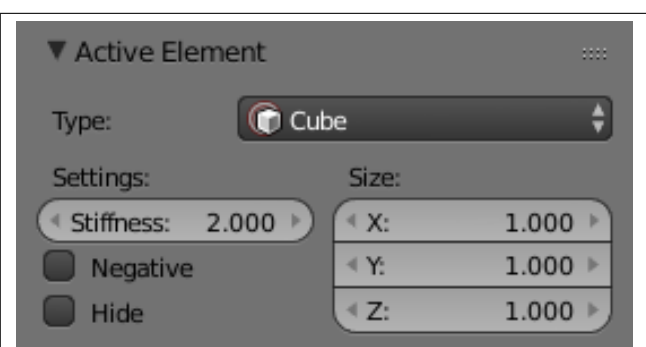 Active Element
Type: Cube
Settings:
Stiffness: 2.000
Negative
Hide
Size:
X: 1.000
Y: 1.000
Z: 1.000